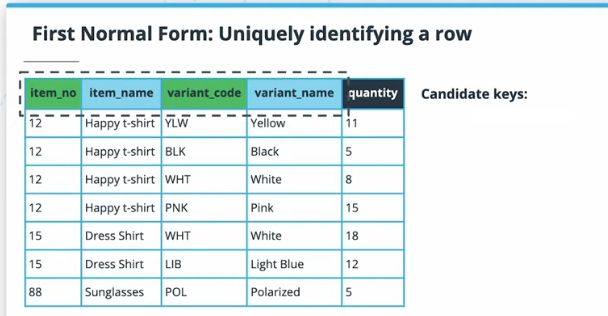 First Normal Form: Uniquely identifying a row
item_no item_name variant_code variant_name quantity
Candidate keys:
12 Happy t-shirt YLW Yellow 11
12 Happy t-shirt BLK Black 5
12 Happy t-shirt WHT White 8
12 Happy t-shirt PNK Pink 15
15 Dress Shirt WHT White 18
15 Dress Shirt LIB Light Blue 12
88 Sunglasses POL Polarized 5